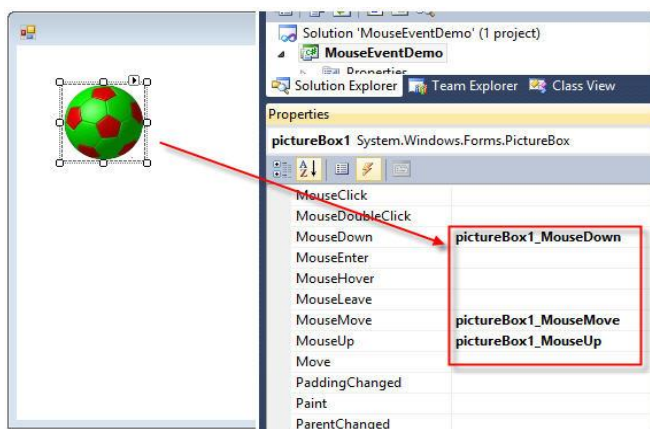 Solution 'MouseEventDemo' (1 project)
MouseEventDemo
Properties
Solution Explorer Team Explorer Class View
Properties
pictureBox1 System.Windows.Forms.PictureBox
MouseClick
MouseDoubleClick
MouseDown pictureBox1_MouseDown
MouseEnter
MouseHover
MouseLeave
MouseMove pictureBox1_MouseMove
MouseUp pictureBox1_MouseUp
Move
PaddingChanged
Paint
ParentChanged